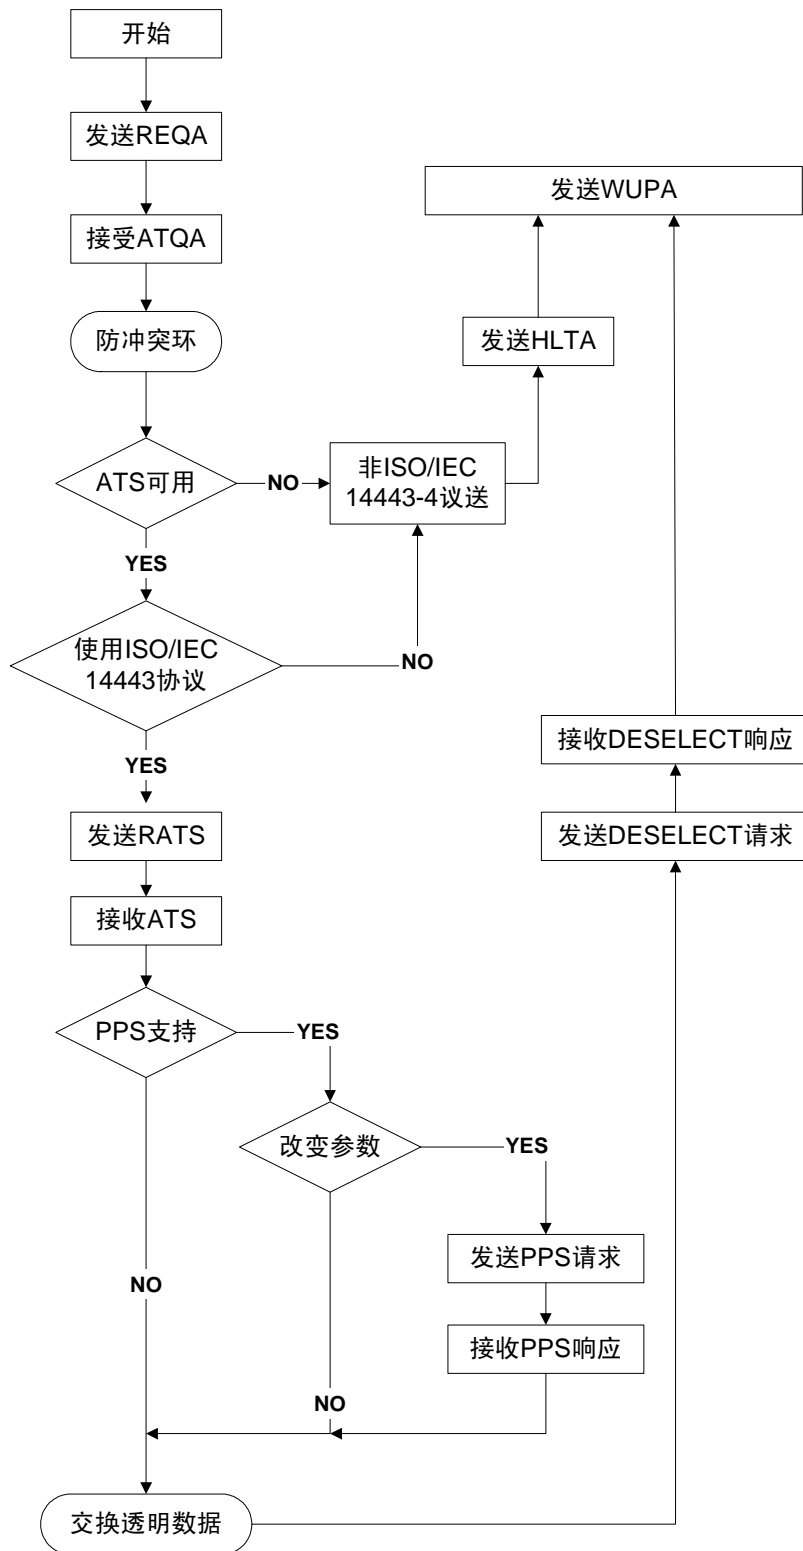 开始
发送REQA
接受ATQA
防冲突环
ATS可用
NO
非ISO/IEC
14443-4议送
发送HLTA
发送WUPA
YES
使用ISO/IEC
14443协议
NO
YES
发送RATS
接收ATS
PPS支持
YES
改变参数
YES
发送PPS请求
接收PPS响应
NO
NO
交换透明数据
发送DESELECT请求
接收DESELECT响应